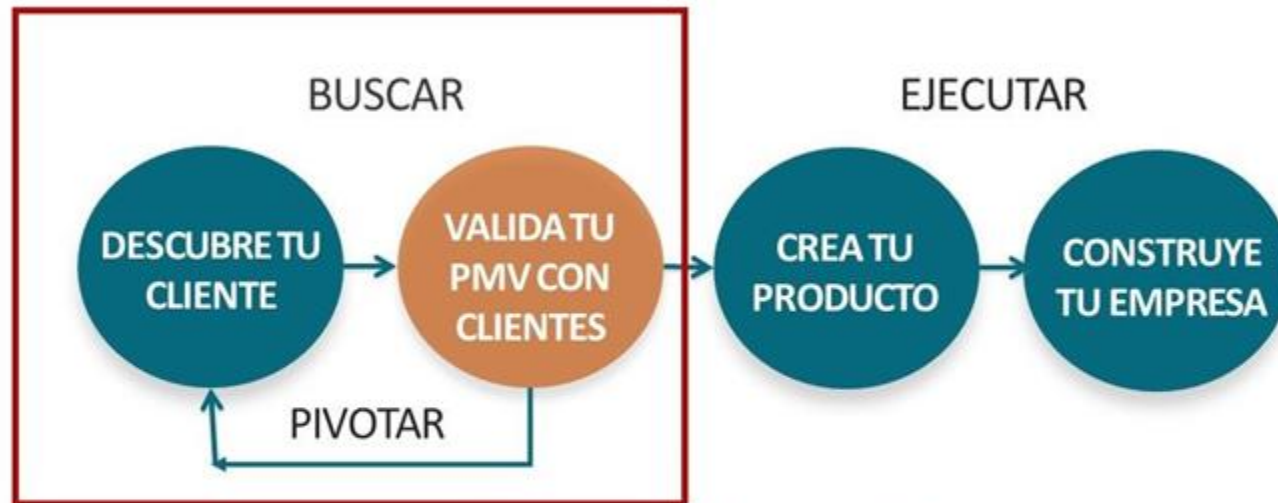 BUSCAR
EJECUTAR
DESCUBRE TU
CLIENTE
VALIDA TU
PMV CON
CLIENTES
CREA TU
PRODUCTO
CONSTRUYE
TU EMPRESA
PIVOTAR